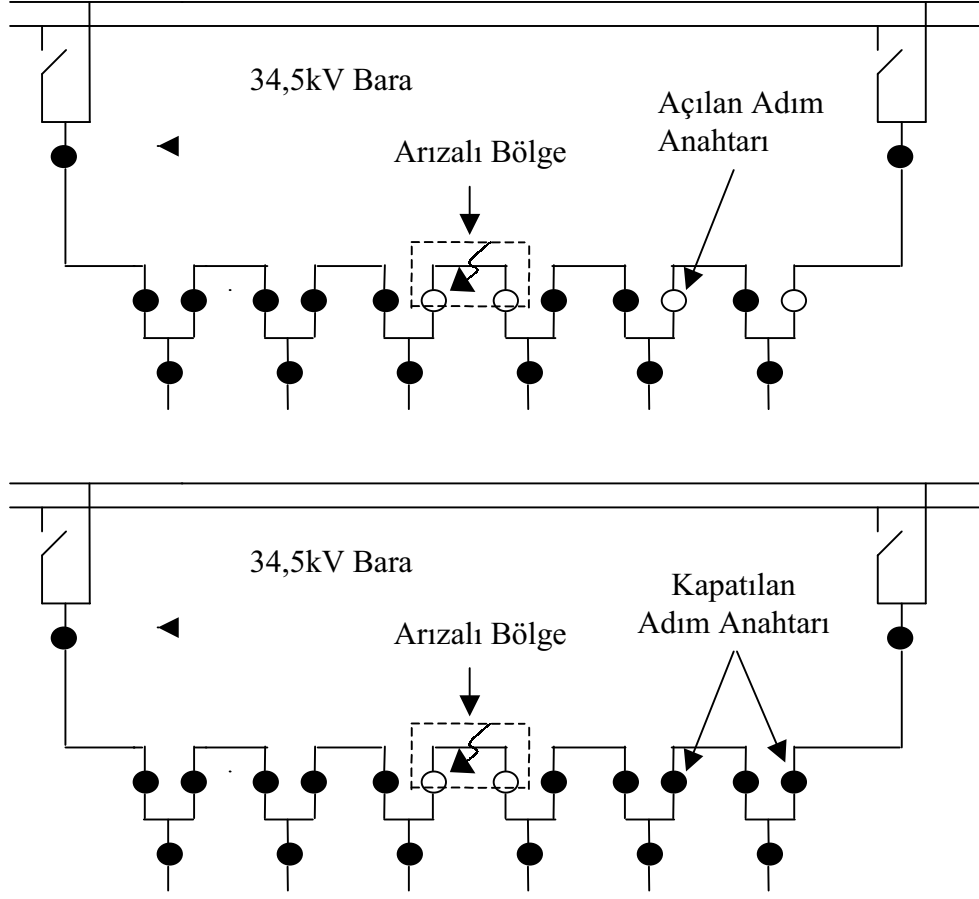 34,5kV Bara
Açılan Adım
Anahtarı
Arızalı Bölge
34,5kV Bara
Kapatılan
Adım Anahtarı
Arızalı Bölge